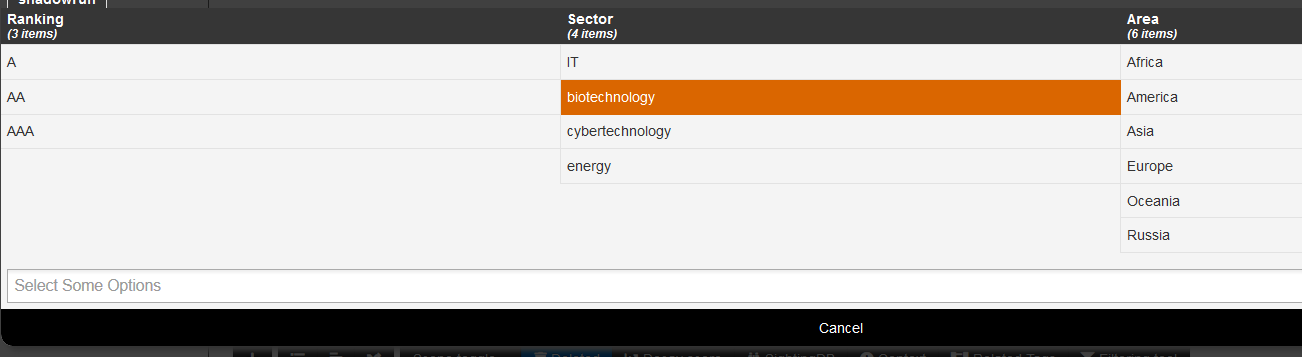 shadowrun
Ranking Sector Area
(3 items) (4 items) (6 items)
A IT Africa
AA biotechnology America
AAA cybertechnology Asia
energy Europe
Oceania
Russia
Select Some Options
Cancel
Related